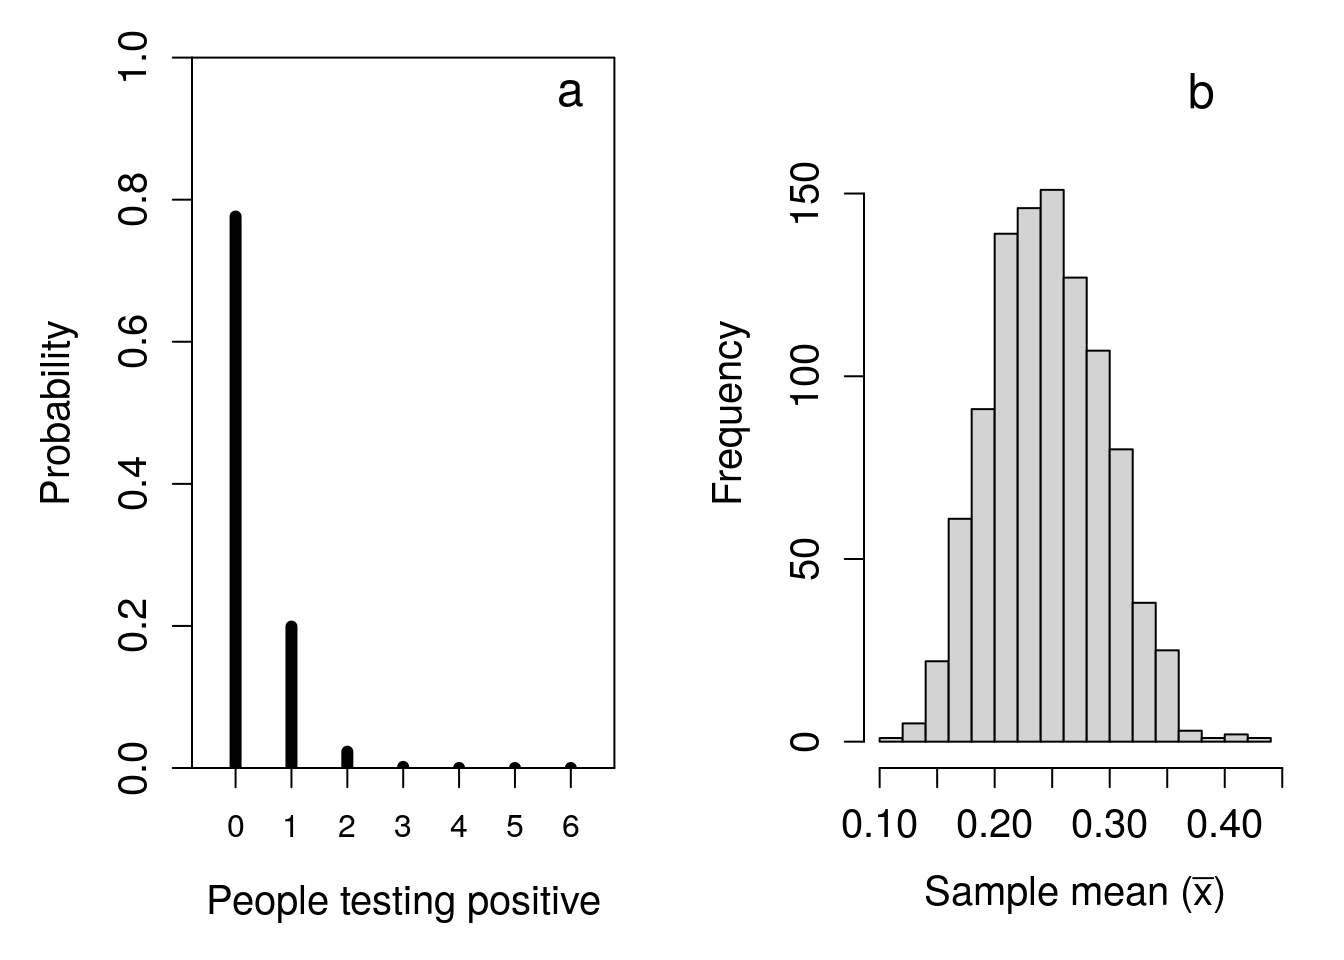 a
1.0
0.8
0.6
0.4
0.2
0.0
Probability
0 1 2 3 4 5 6
People testing positive
b
150
100
50
0
Frequency
0.10 0.20 0.30 0.40
Sample mean (x̅)